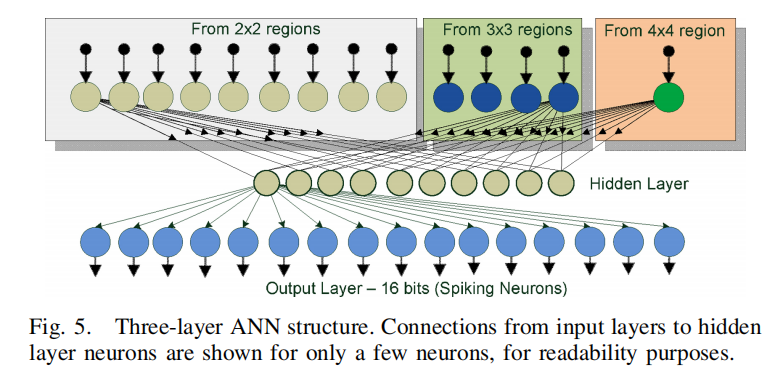 From 2x2 regions
From 3x3 regions
From 4x4 region
Hidden Layer
Output Layer – 16 bits (Spiking Neurons)
Fig. 5. Three-layer ANN structure. Connections from input layers to hidden
layer neurons are shown for only a few neurons, for readability purposes.